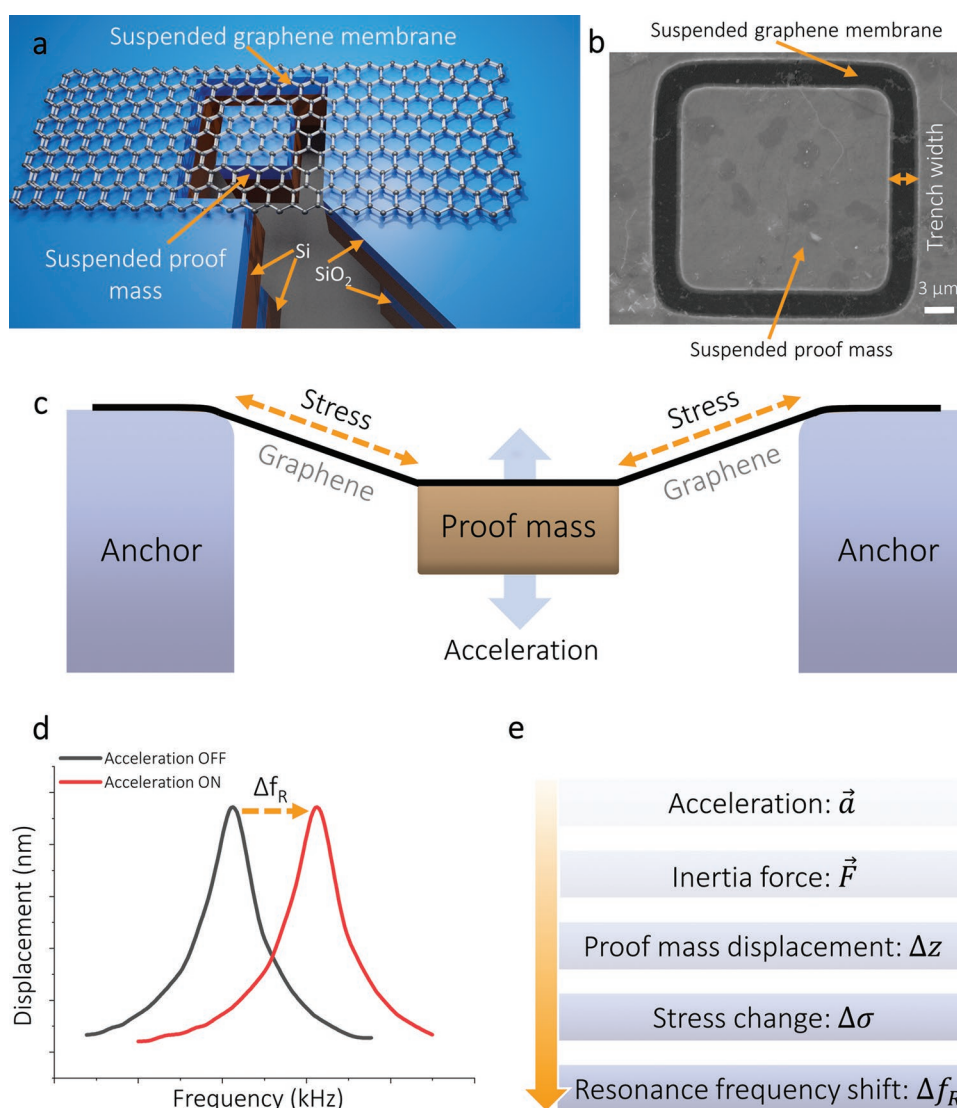 a
Suspended graphene membrane
Suspended proof
mass
Si
SiO2
b
Suspended graphene membrane
Trench width
3 μm
Suspended proof mass
c
Stress
Graphene
Stress
Graphene
Anchor
Proof mass
Anchor
Acceleration
d
Acceleration OFF
Acceleration ON
ΔfR
Displacement (nm)
Frequency (kHz)
e
Acceleration: a⃗
Inertia force: F⃗
Proof mass displacement: Δz
Stress change: Δσ
Resonance frequency shift: ΔfR